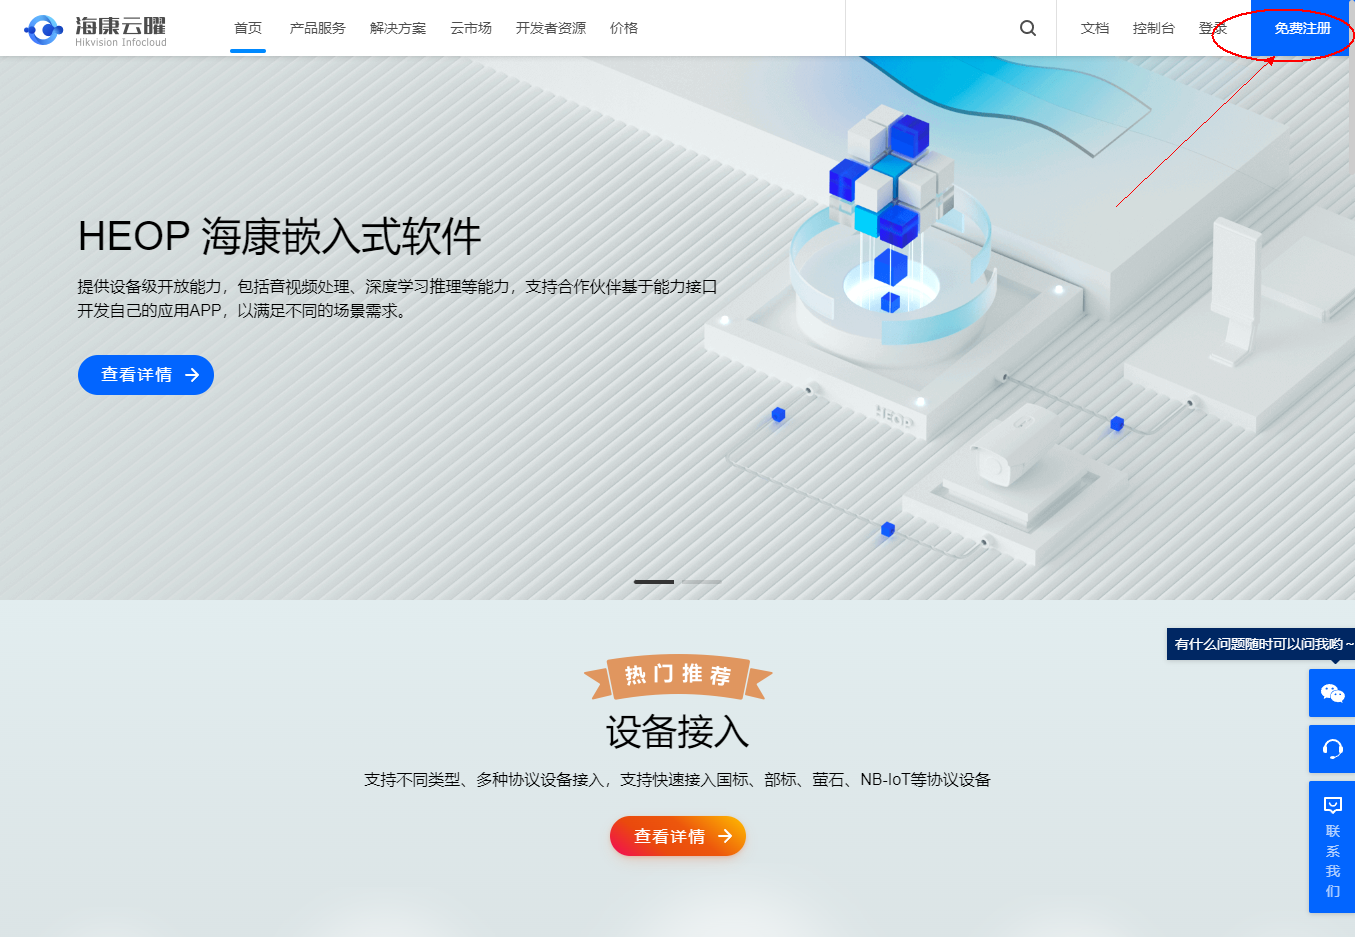 海康云曜
Hikvision Infocloud
首页 产品服务 解决方案 云市场 开发者资源 价格 文档 控制台 登录 免费注册
HEOP 海康嵌入式软件
提供设备级开放能力，包括音视频处理、深度学习推理等能力，支持合作伙伴基于能力接口
开发自己的应用APP，以满足不同的场景需求。
查看详情
HEOP
有什么问题随时可以问我哟~
热门推荐
设备接入
支持不同类型、多种协议设备接入，支持快速接入国标、部标、萤石、NB-IoT等协议设备
查看详情
联
系
我
们